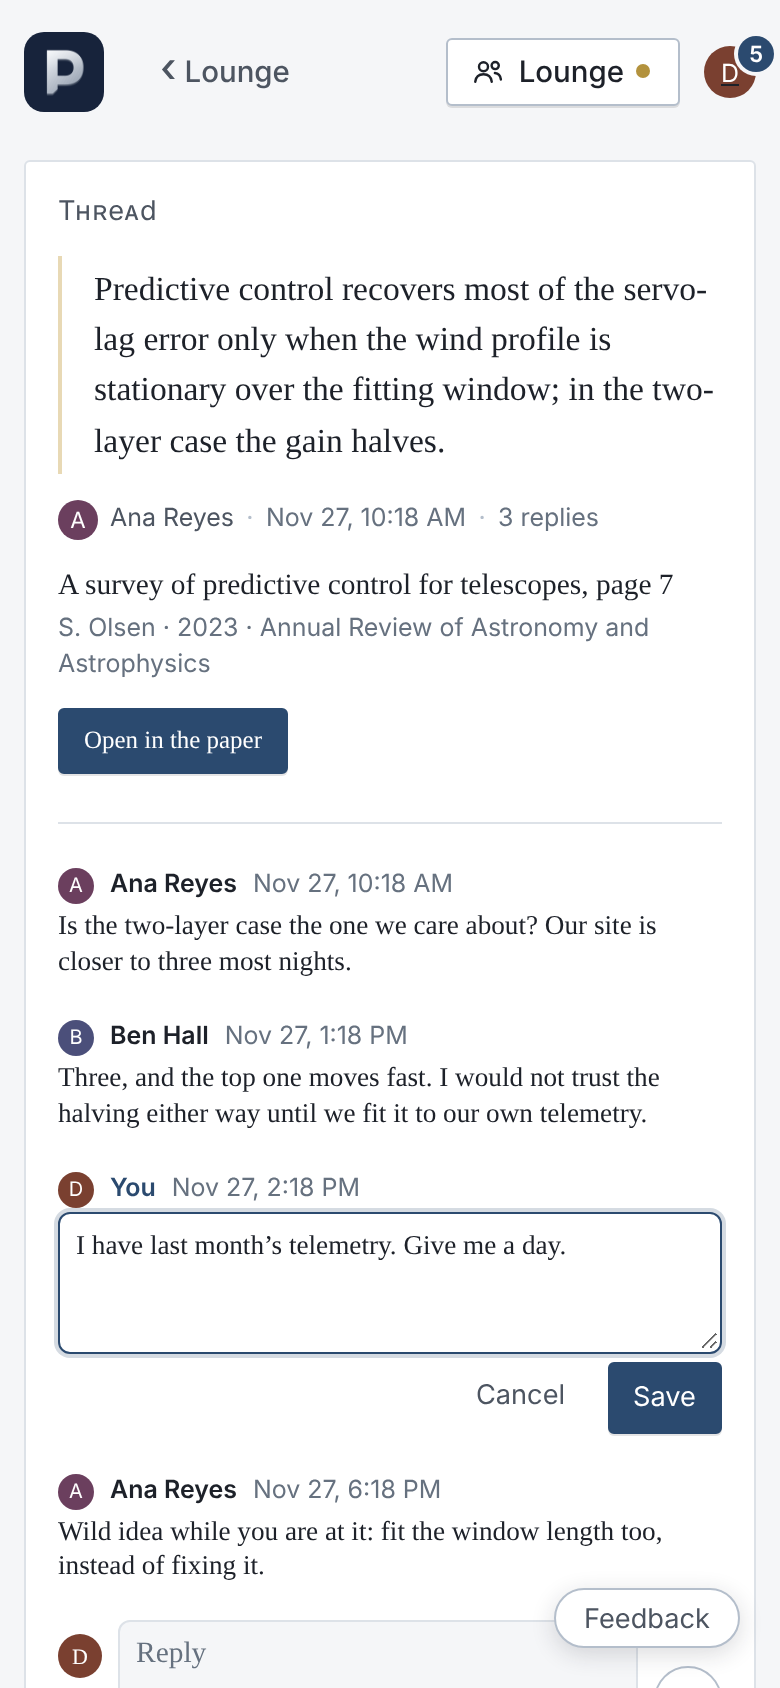 P
Lounge
Lounge
D
5
Thread
Predictive control recovers most of the servo-
lag error only when the wind profile is
stationary over the fitting window; in the two-
layer case the gain halves.
A Ana Reyes · Nov 27, 10:18 AM · 3 replies
A survey of predictive control for telescopes, page 7
S. Olsen · 2023 · Annual Review of Astronomy and
Astrophysics
Open in the paper
A Ana Reyes Nov 27, 10:18 AM
Is the two-layer case the one we care about? Our site is
closer to three most nights.
B Ben Hall Nov 27, 1:18 PM
Three, and the top one moves fast. I would not trust the
halving either way until we fit it to our own telemetry.
D You Nov 27, 2:18 PM
I have last month’s telemetry. Give me a day.
Cancel Save
A Ana Reyes Nov 27, 6:18 PM
Wild idea while you are at it: fit the window length too,
instead of fixing it.
Feedback
D Reply